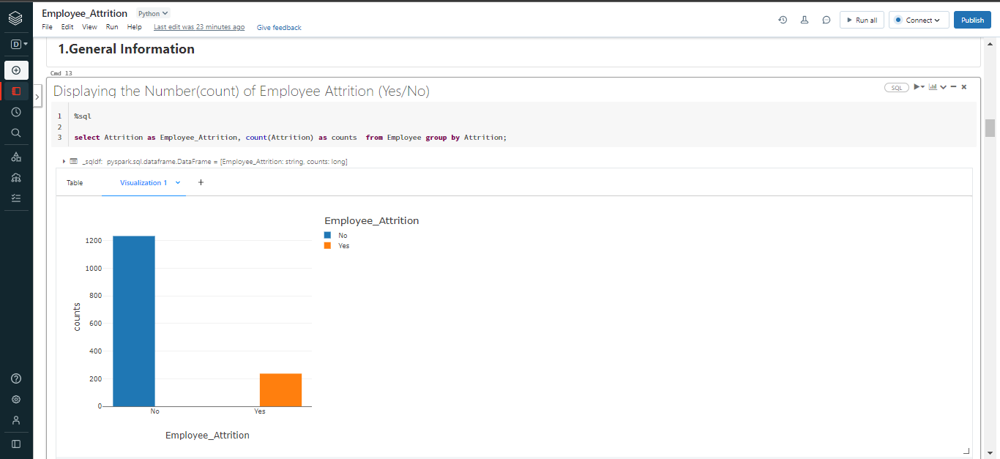 Employee_Attrition Python
File Edit View Run Help Last edit was 23 minutes ago Give feedback
Run all
Connect
Publish
D
1.General Information
Cmd 13
Displaying the Number(count) of Employee Attrition (Yes/No)
SQL
1 %sql
2
3 select Attrition as Employee_Attrition, count(Attrition) as counts  from Employee group by Attrition;
_sqldf: pyspark.sql.dataframe.DataFrame = [Employee_Attrition: string, counts: long]
Table Visualization 1 +
Employee_Attrition
No
Yes
1200
1000
800
600
400
200
0
counts
No Yes
Employee_Attrition